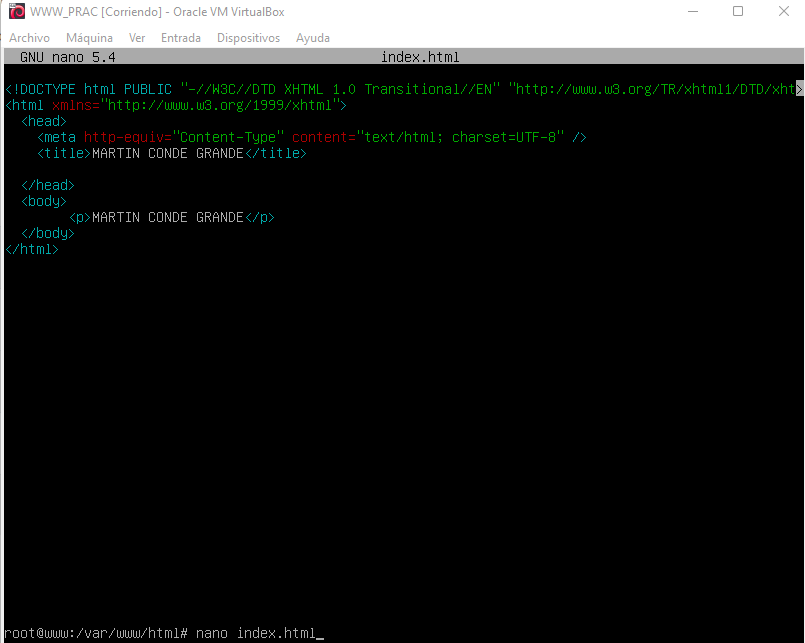 WWW_PRAC [Corriendo] - Oracle VM VirtualBox
Archivo Máquina Ver Entrada Dispositivos Ayuda
GNU nano 5.4 index.html
<!DOCTYPE html PUBLIC "-//W3C//DTD XHTML 1.0 Transitional//EN" "http://www.w3.org/TR/xhtml1/DTD/xht>
<html xmlns="http://www.w3.org/1999/xhtml">
<head>
<meta http-equiv="Content-Type" content="text/html; charset=UTF-8" />
<title>MARTIN CONDE GRANDE</title>
</head>
<body>
<p>MARTIN CONDE GRANDE</p>
</body>
</html>
root@www:/var/www/html# nano index.html_